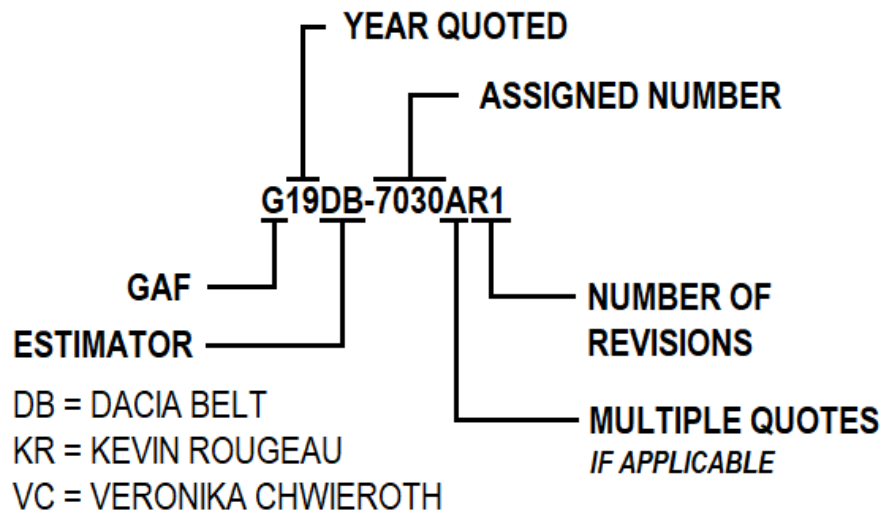 YEAR QUOTED
ASSIGNED NUMBER
G19DB-7030AR1
GAF
NUMBER OF
REVISIONS
ESTIMATOR
DB = DACIA BELT
KR = KEVIN ROUGEAU
VC = VERONIKA CHWIEROTH
MULTIPLE QUOTES
IF APPLICABLE